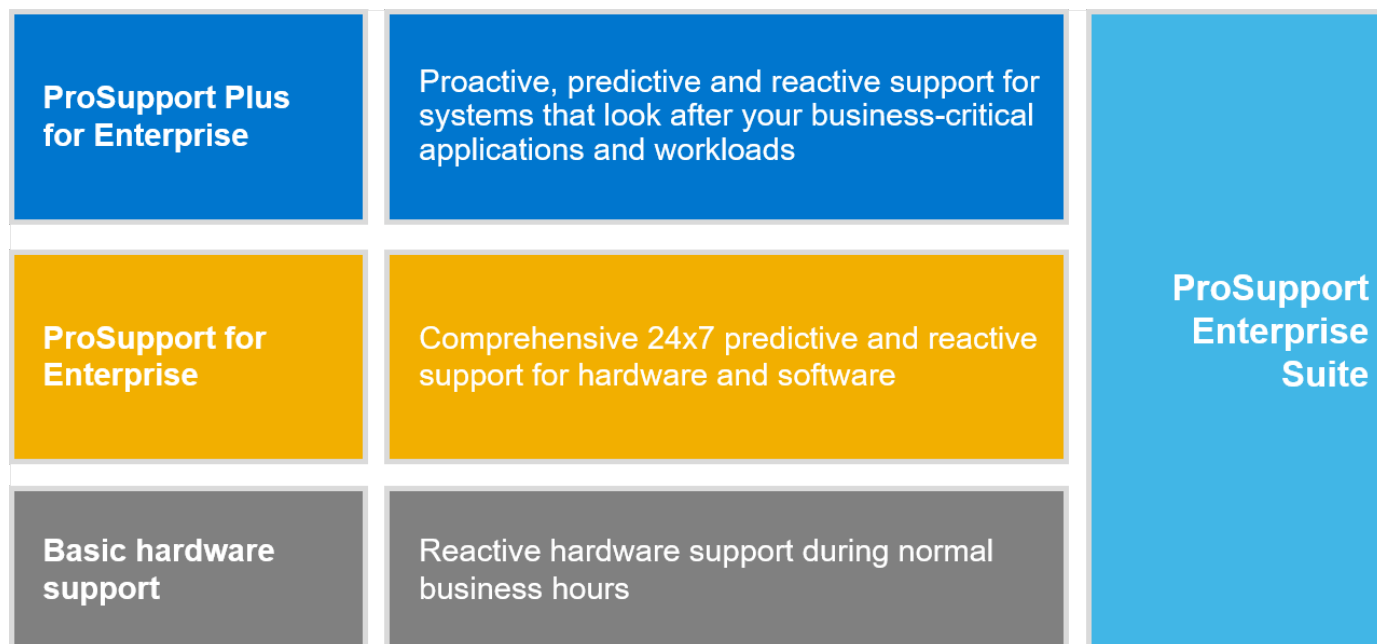 ProSupport Plus
for Enterprise
Proactive, predictive and reactive support for
systems that look after your business-critical
applications and workloads
ProSupport for
Enterprise
Comprehensive 24x7 predictive and reactive
support for hardware and software
Basic hardware
support
Reactive hardware support during normal
business hours
ProSupport
Enterprise
Suite